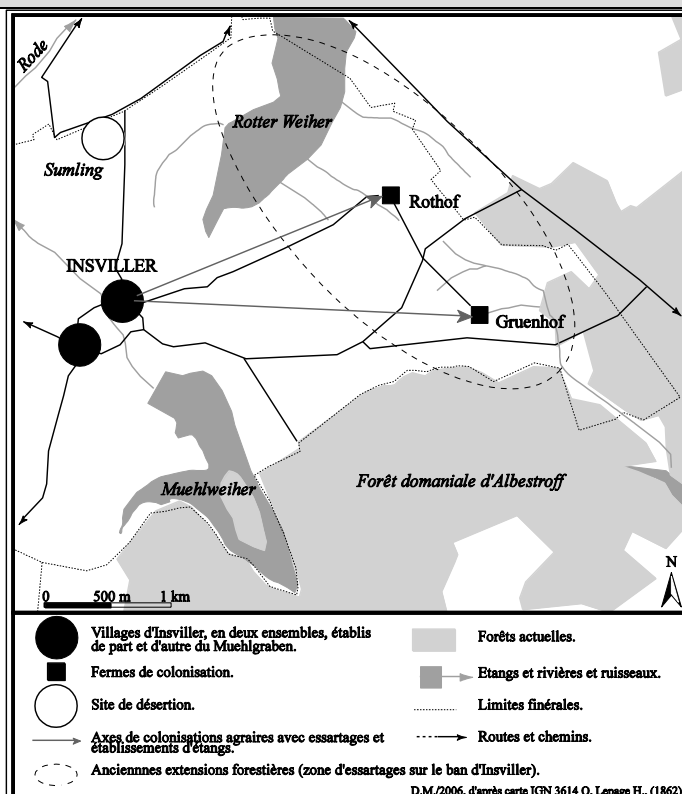 Rode
Rotter Weiher
Sumling
Rothof
INSVILLER
Gruenhof
Muehlweiher
Forêt domaniale d'Albestroff
N
0 500 m 1 km
Villages d'Insviller, en deux ensembles, établis
de part et d'autre du Muehlgraben.
Fermes de colonisation.
Site de désertion.
Axes de colonisations agraires avec essartages et
établissements d'étangs.
Anciennnes extensions forestières (zone d'essartages sur le ban d'Insviller).
Forêts actuelles.
Etangs et rivières et ruisseaux.
Limites finérales.
Routes et chemins.
D.M./2006, d'après carte IGN 3614 O, Lepage H., (1862)